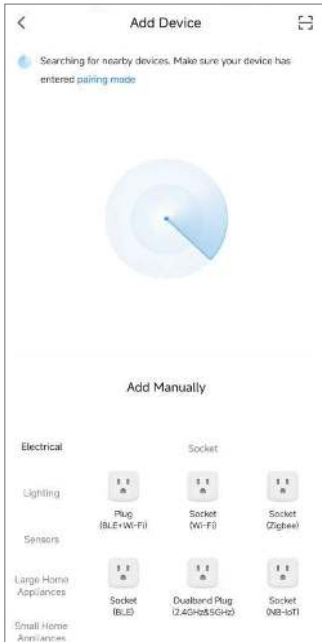 Add Device
Searching for nearby devices. Make sure your device has
entered pairing mode
Add Manually
Electrical
Socket
Lighting
Plug
(BLE+Wi-Fi)
Socket
(Wi-Fi)
Socket
(Zigbee)
Sensors
Large Home
Appliances
Socket
(BLE)
Dualband Plug
(2.4GHz&5GHz)
Socket
(NB-IoT)
Small Home
Appliances